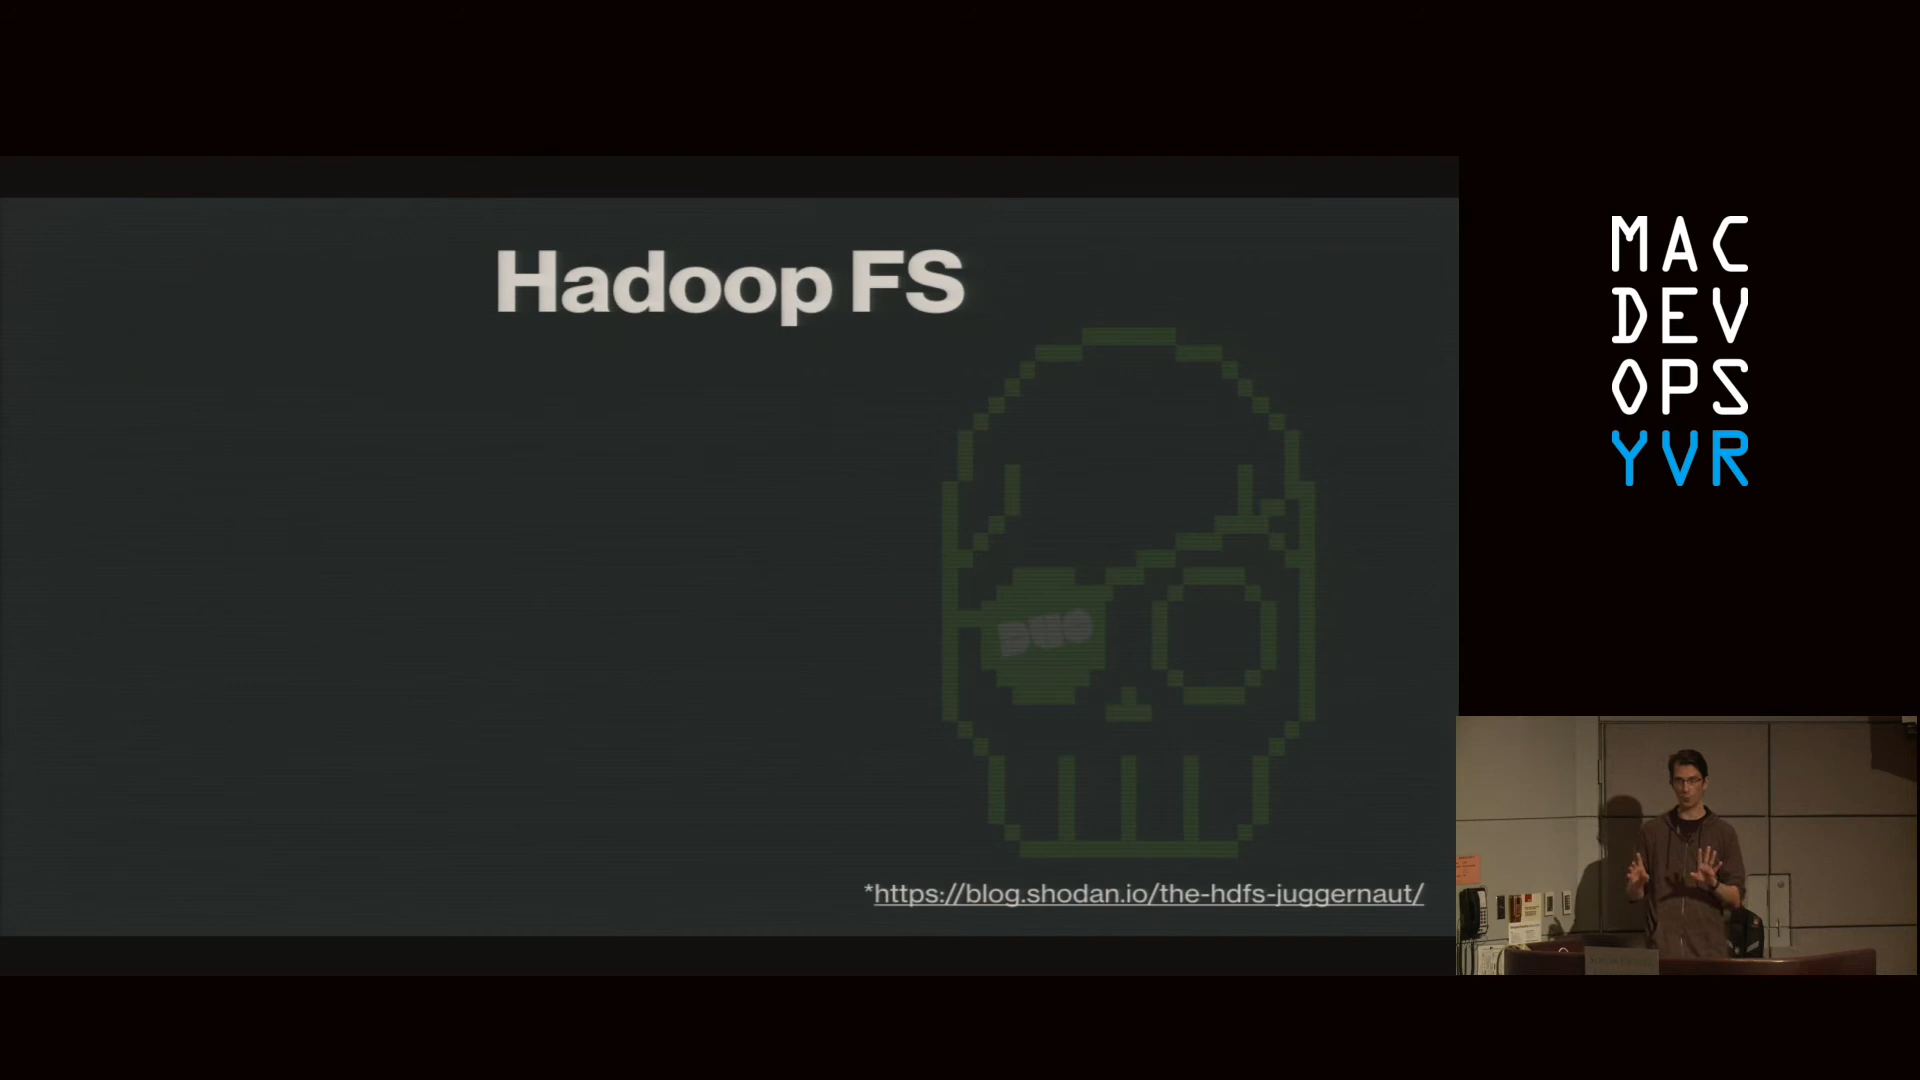 Hadoop FS
DUO
*https://blog.shodan.io/the-hdfs-juggernaut/
MAC
DEV
OPS
YVR